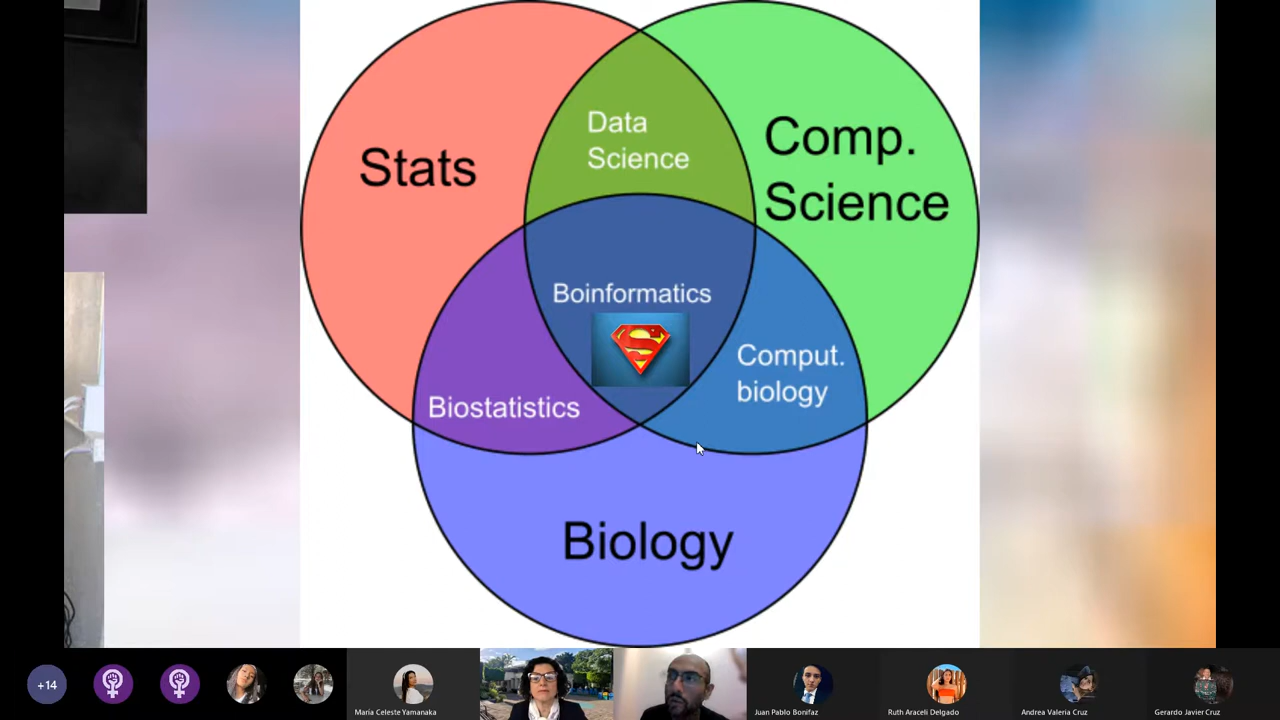 Stats
Data
Science
Comp.
Science
Boinformatics
S
Comput.
biology
Biostatistics
Biology
+14
María Celeste Yamanaka
Juan Pablo Bonifaz
Ruth Araceli Delgado
Andrea Valeria Cruz
Gerardo Javier Cruz